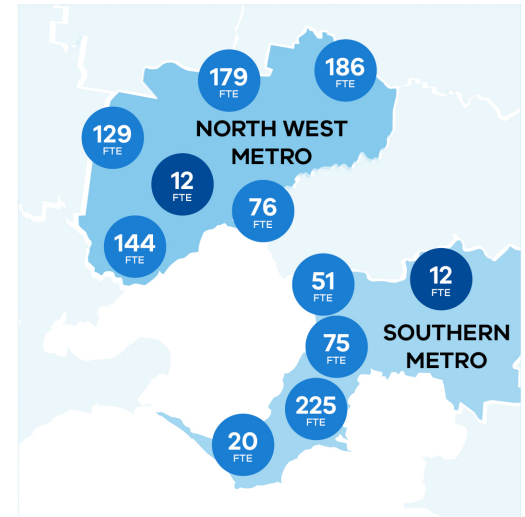 186
FTE
179
FTE
129
FTE
NORTH WEST
METRO
12
FTE
76
FTE
144
FTE
51
FTE
12
FTE
SOUTHERN
METRO
75
FTE
225
FTE
20
FTE